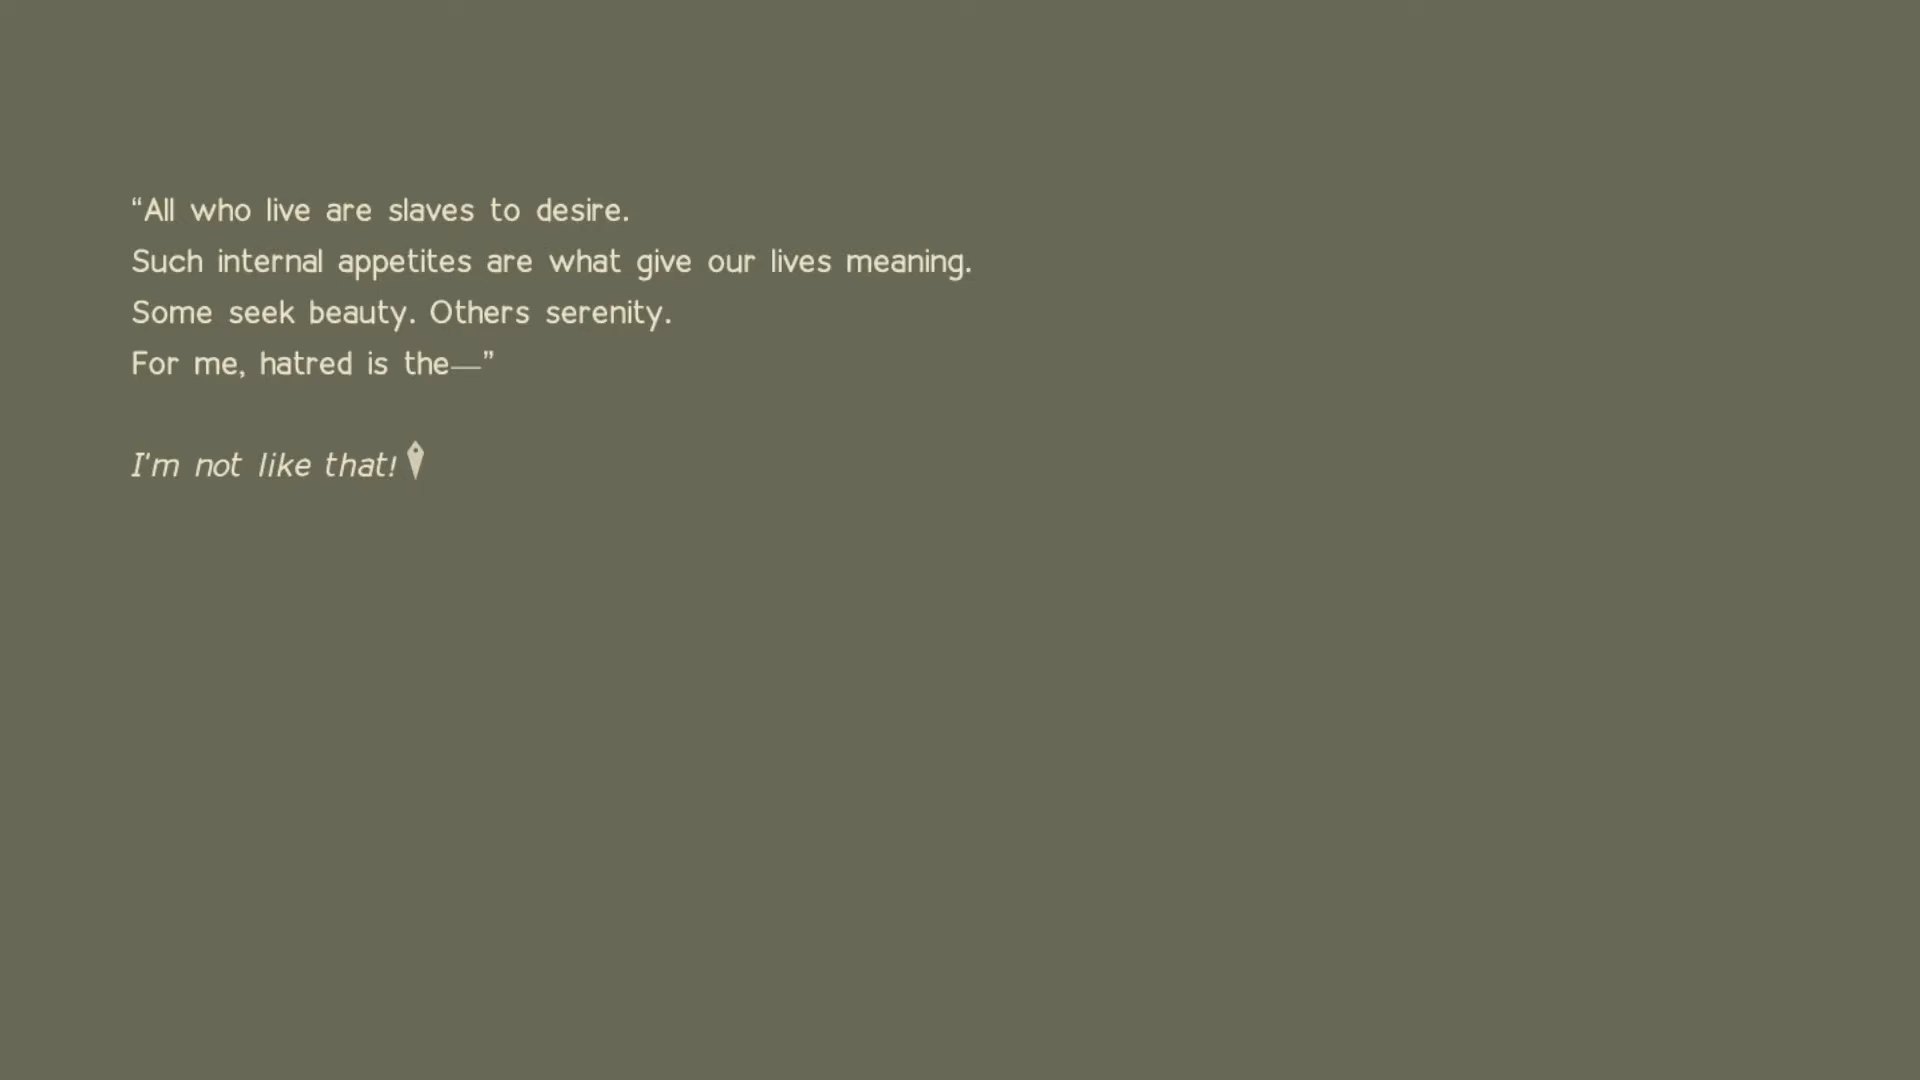 “All who live are slaves to desire.
Such internal appetites are what give our lives meaning.
Some seek beauty. Others serenity.
For me, hatred is the—”
I'm not like that!